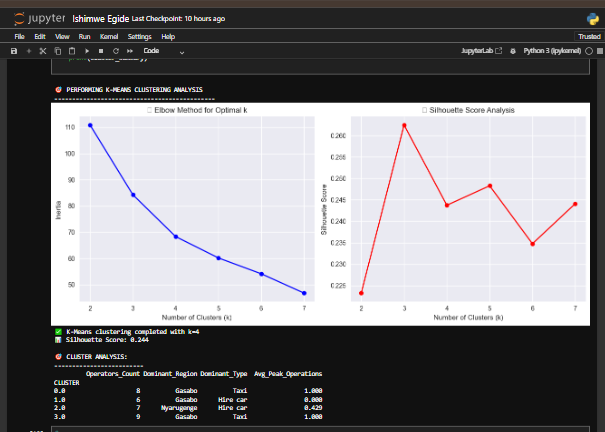 jupyter Ishimwe Egide Last Checkpoint: 10 hours ago
File Edit View Run Kernel Settings Help Trusted
Code JupyterLab Python 3 (ipykernel)
PERFORMING K-MEANS CLUSTERING ANALYSIS
Elbow Method for Optimal k
Silhouette Score Analysis
Inertia
110
100
90
80
70
60
50
2 3 4 5 6 7
Number of Clusters (k)
Silhouette Score
0.260
0.255
0.250
0.245
0.240
0.235
0.230
0.225
2 3 4 5 6 7
Number of Clusters (k)
K-Means clustering completed with k=4
Silhouette Score: 0.244
CLUSTER ANALYSIS:
Operators_Count Dominant_Region Dominant_Type Avg_Peak_Operations
CLUSTER
0.0 8 Gasabo Taxi 1.000
1.0 6 Gasabo Hire car 0.000
2.0 7 Nyarugenge Hire car 0.429
3.0 9 Gasabo Taxi 1.000